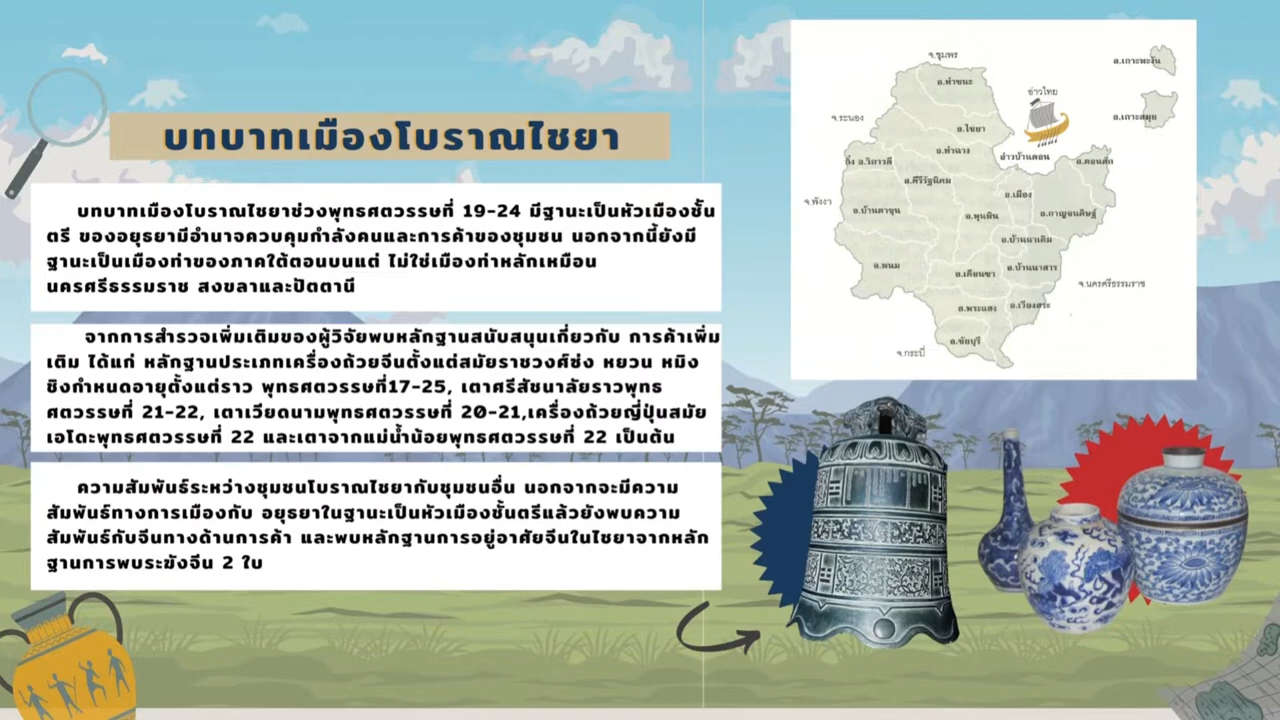 บทบาทเมืองโบราณไชยา
บทบาทเมืองโบราณไชยาช่วงพุทธศตวรรษที่ 19-24 มีฐานะเป็นหัวเมืองชั้น
ตรี ของอยุธยามีอำนาจควบคุมกำลังคนและการค้าของชุมชน นอกจากนี้ยังมี
ฐานะเป็นเมืองท่าของภาคใต้ตอนบนแต่ ไม่ใช่เมืองท่าหลักเหมือน
นครศรีธรรมราช สงขลาและปัตตานี
จากการสำรวจเพิ่มเติมของผู้วิจัยพบหลักฐานสนับสนุนเกี่ยวกับ การค้าเพิ่ม
เติม ได้แก่ หลักฐานประเภทเครื่องถ้วยจีนตั้งแต่สมัยราชวงศ์ซ่ง หยวน หมิง
ชิงกำหนดอายุตั้งแต่ราว พุทธศตวรรษที่17-25, เตาศรีสัชนาลัยราวพุทธ
ศตวรรษที่ 21-22, เตาเวียดนามพุทธศตวรรษที่ 20-21,เครื่องถ้วยญี่ปุ่นสมัย
เอโดะพุทธศตวรรษที่ 22 และเตาจากแม่น้ำน้อยพุทธศตวรรษที่ 22 เป็นต้น
ความสัมพันธ์ระหว่างชุมชนโบราณไชยากับชุมชนอื่น นอกจากจะมีความ
สัมพันธ์ทางการเมืองกับ อยุธยาในฐานะเป็นหัวเมืองชั้นตรีแล้วยังพบความ
สัมพันธ์กับจีนทางด้านการค้า และพบหลักฐานการอยู่อาศัยจีนในไชยาจากหลัก
ฐานการพบระฆังจีน 2 ใบ
จ.ชุมพร
อ.ท่าชนะ
อ.เกาะพะงัน
อ่าวไทย
จ.ระนอง
อ.เกาะสมุย
อ.ไชยา
อ.ท่าฉาง
อ่าวบ้านดอน
กิ่ง อ.วิภาวดี
อ.ดอนสัก
อ.คีรีรัฐนิคม
อ.เมือง
จ.พังงา
อ.บ้านตาขุน
อ.พุนพิน
อ.กาญจนดิษฐ์
อ.บ้านนาเดิม
อ.พนม
อ.เคียนซา
อ.บ้านนาสาร
จ.นครศรีธรรมราช
อ.พระแสง
อ.เวียงสระ
อ.ชัยบุรี
จ.กระบี่